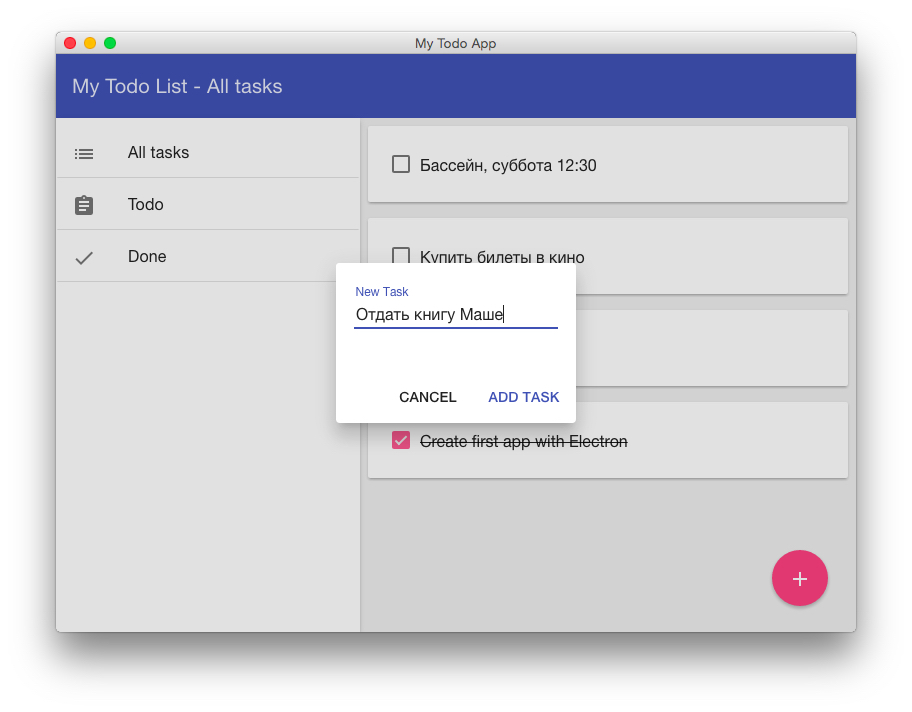 My Todo App
My Todo List - All tasks
All tasks
Todo
Done
Бассейн, суббота 12:30
Купить билеты в кино
New Task
Отдать книгу Маше
CANCEL
ADD TASK
Create first app with Electron